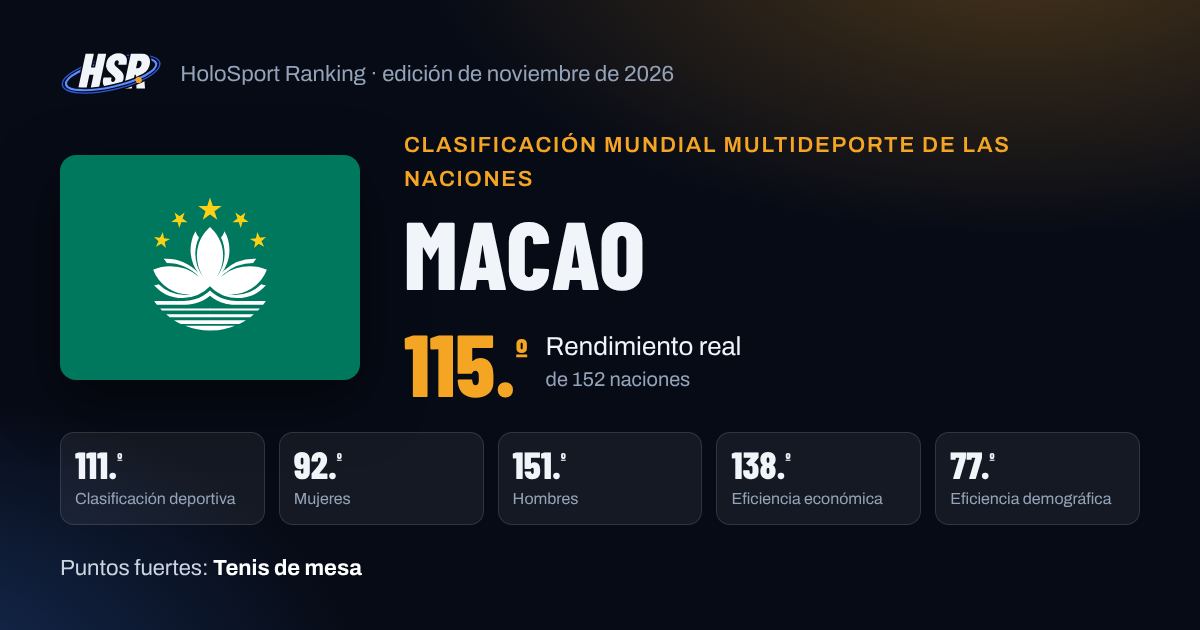 HSR
HoloSport Ranking · edición de noviembre de 2026
CLASIFICACIÓN MUNDIAL MULTIDEPORTE DE LAS
NACIONES
MACAO
115.º
Rendimiento real
de 152 naciones
111.º
Clasificación deportiva
92.º
Mujeres
151.º
Hombres
138.º
Eficiencia económica
77.º
Eficiencia demográfica
Puntos fuertes: Tenis de mesa